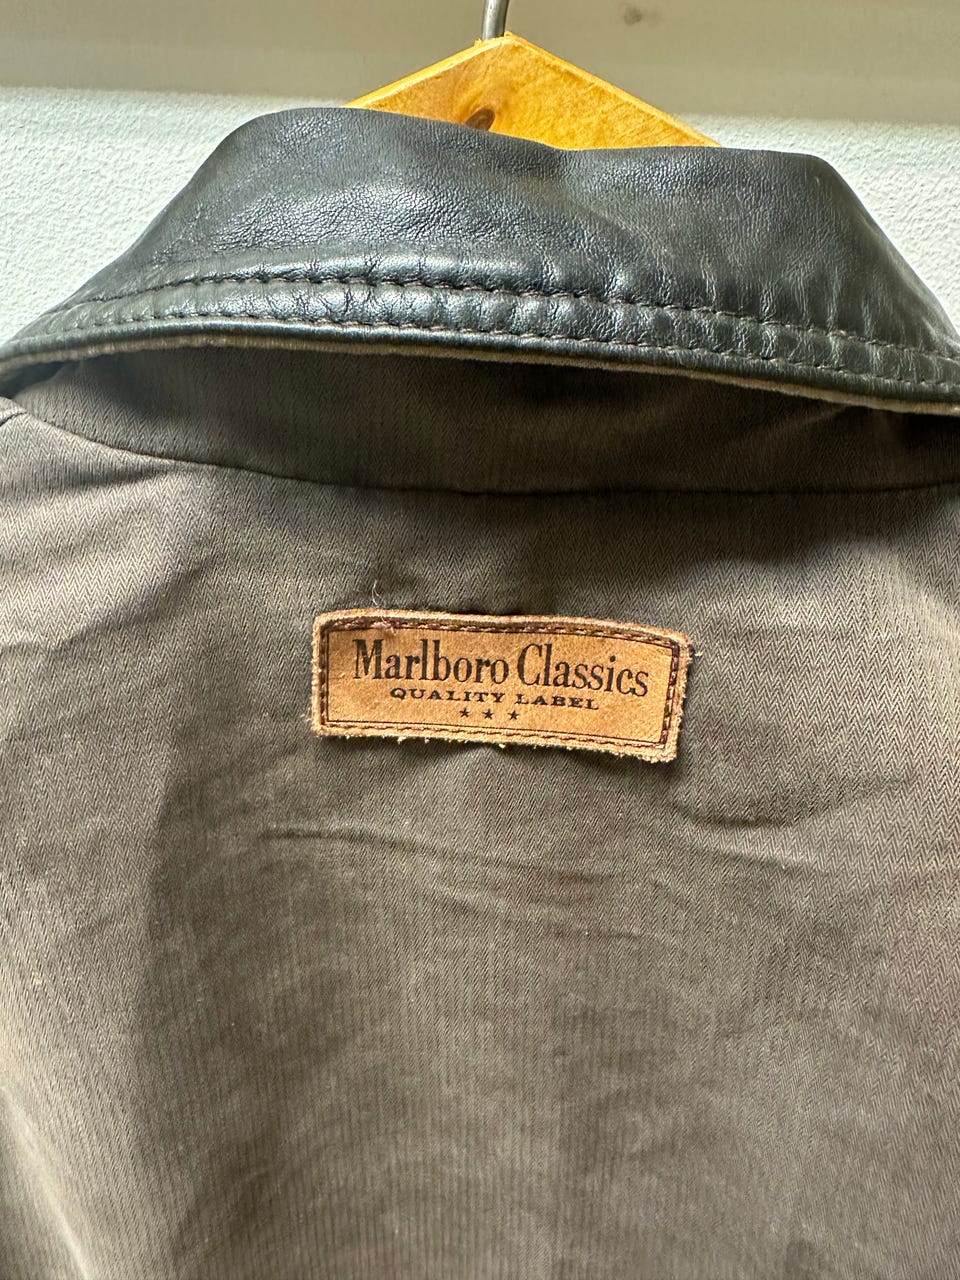 Marlboro Classics
QUALITY LABEL
★ ★ ★